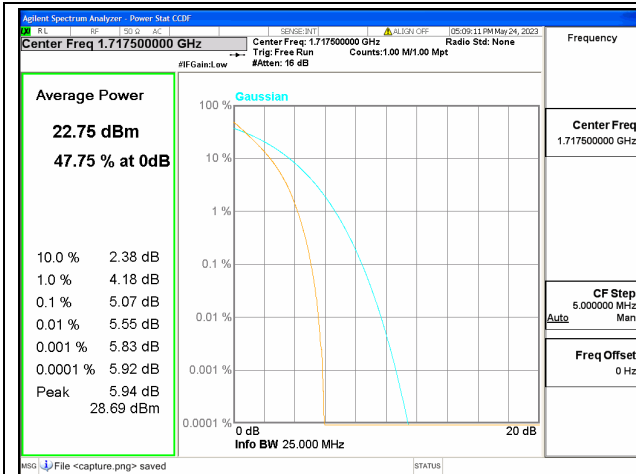 Agilent Spectrum Analyzer - Power Stat CCDF
RL RF 50 Ω AC SENSE:INT ALIGN OFF 05:09:11 PM May 24, 2023
Center Freq 1.717500000 GHz
Center Freq: 1.717500000 GHz Radio Std: None
Trig: Free Run Counts:1.00 M/1.00 Mpt
#IFGain:Low #Atten: 16 dB
Average Power
22.75 dBm
47.75 % at 0dB
10.0 % 2.38 dB
1.0 % 4.18 dB
0.1 % 5.07 dB
0.01 % 5.55 dB
0.001 % 5.83 dB
0.0001 % 5.92 dB
Peak 5.94 dB
28.69 dBm
Gaussian
100 %
10 %
1 %
0.1 %
0.01 %
0.001 %
0.0001 %
0 dB 20 dB
Info BW 25.000 MHz
Frequency
Center Freq
1.717500000 GHz
CF Step
5.000000 MHz
Auto Man
Freq Offset
0 Hz
MSG File <capture.png> saved STATUS